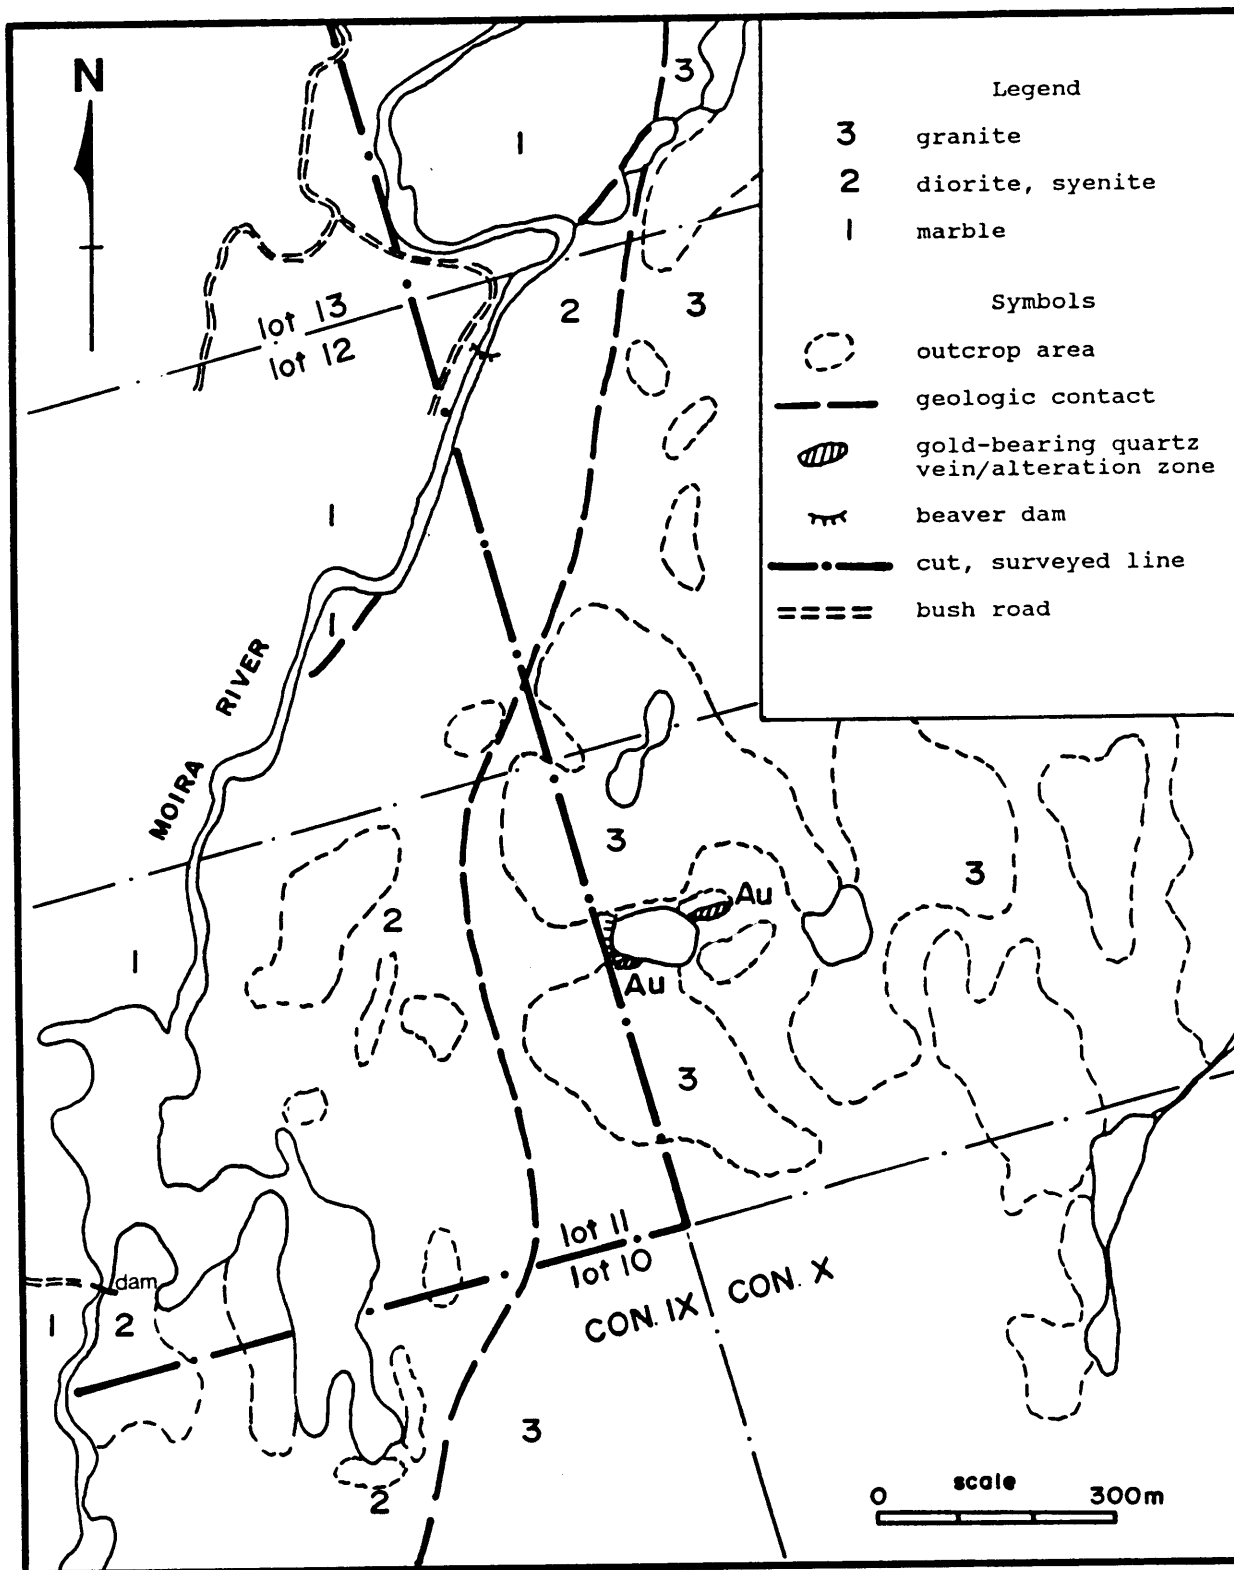 N
3
1
lot 13
lot 12
2
3
1
1
MOIRA RIVER
3
3
2
1
Au
Au
3
lot 11
lot 10
CON. IX
CON. X
dam
1
2
3
2
Legend
3 granite
2 diorite, syenite
1 marble
Symbols
outcrop area
geologic contact
gold-bearing quartz
vein/alteration zone
beaver dam
cut, surveyed line
bush road
scale
0 300m